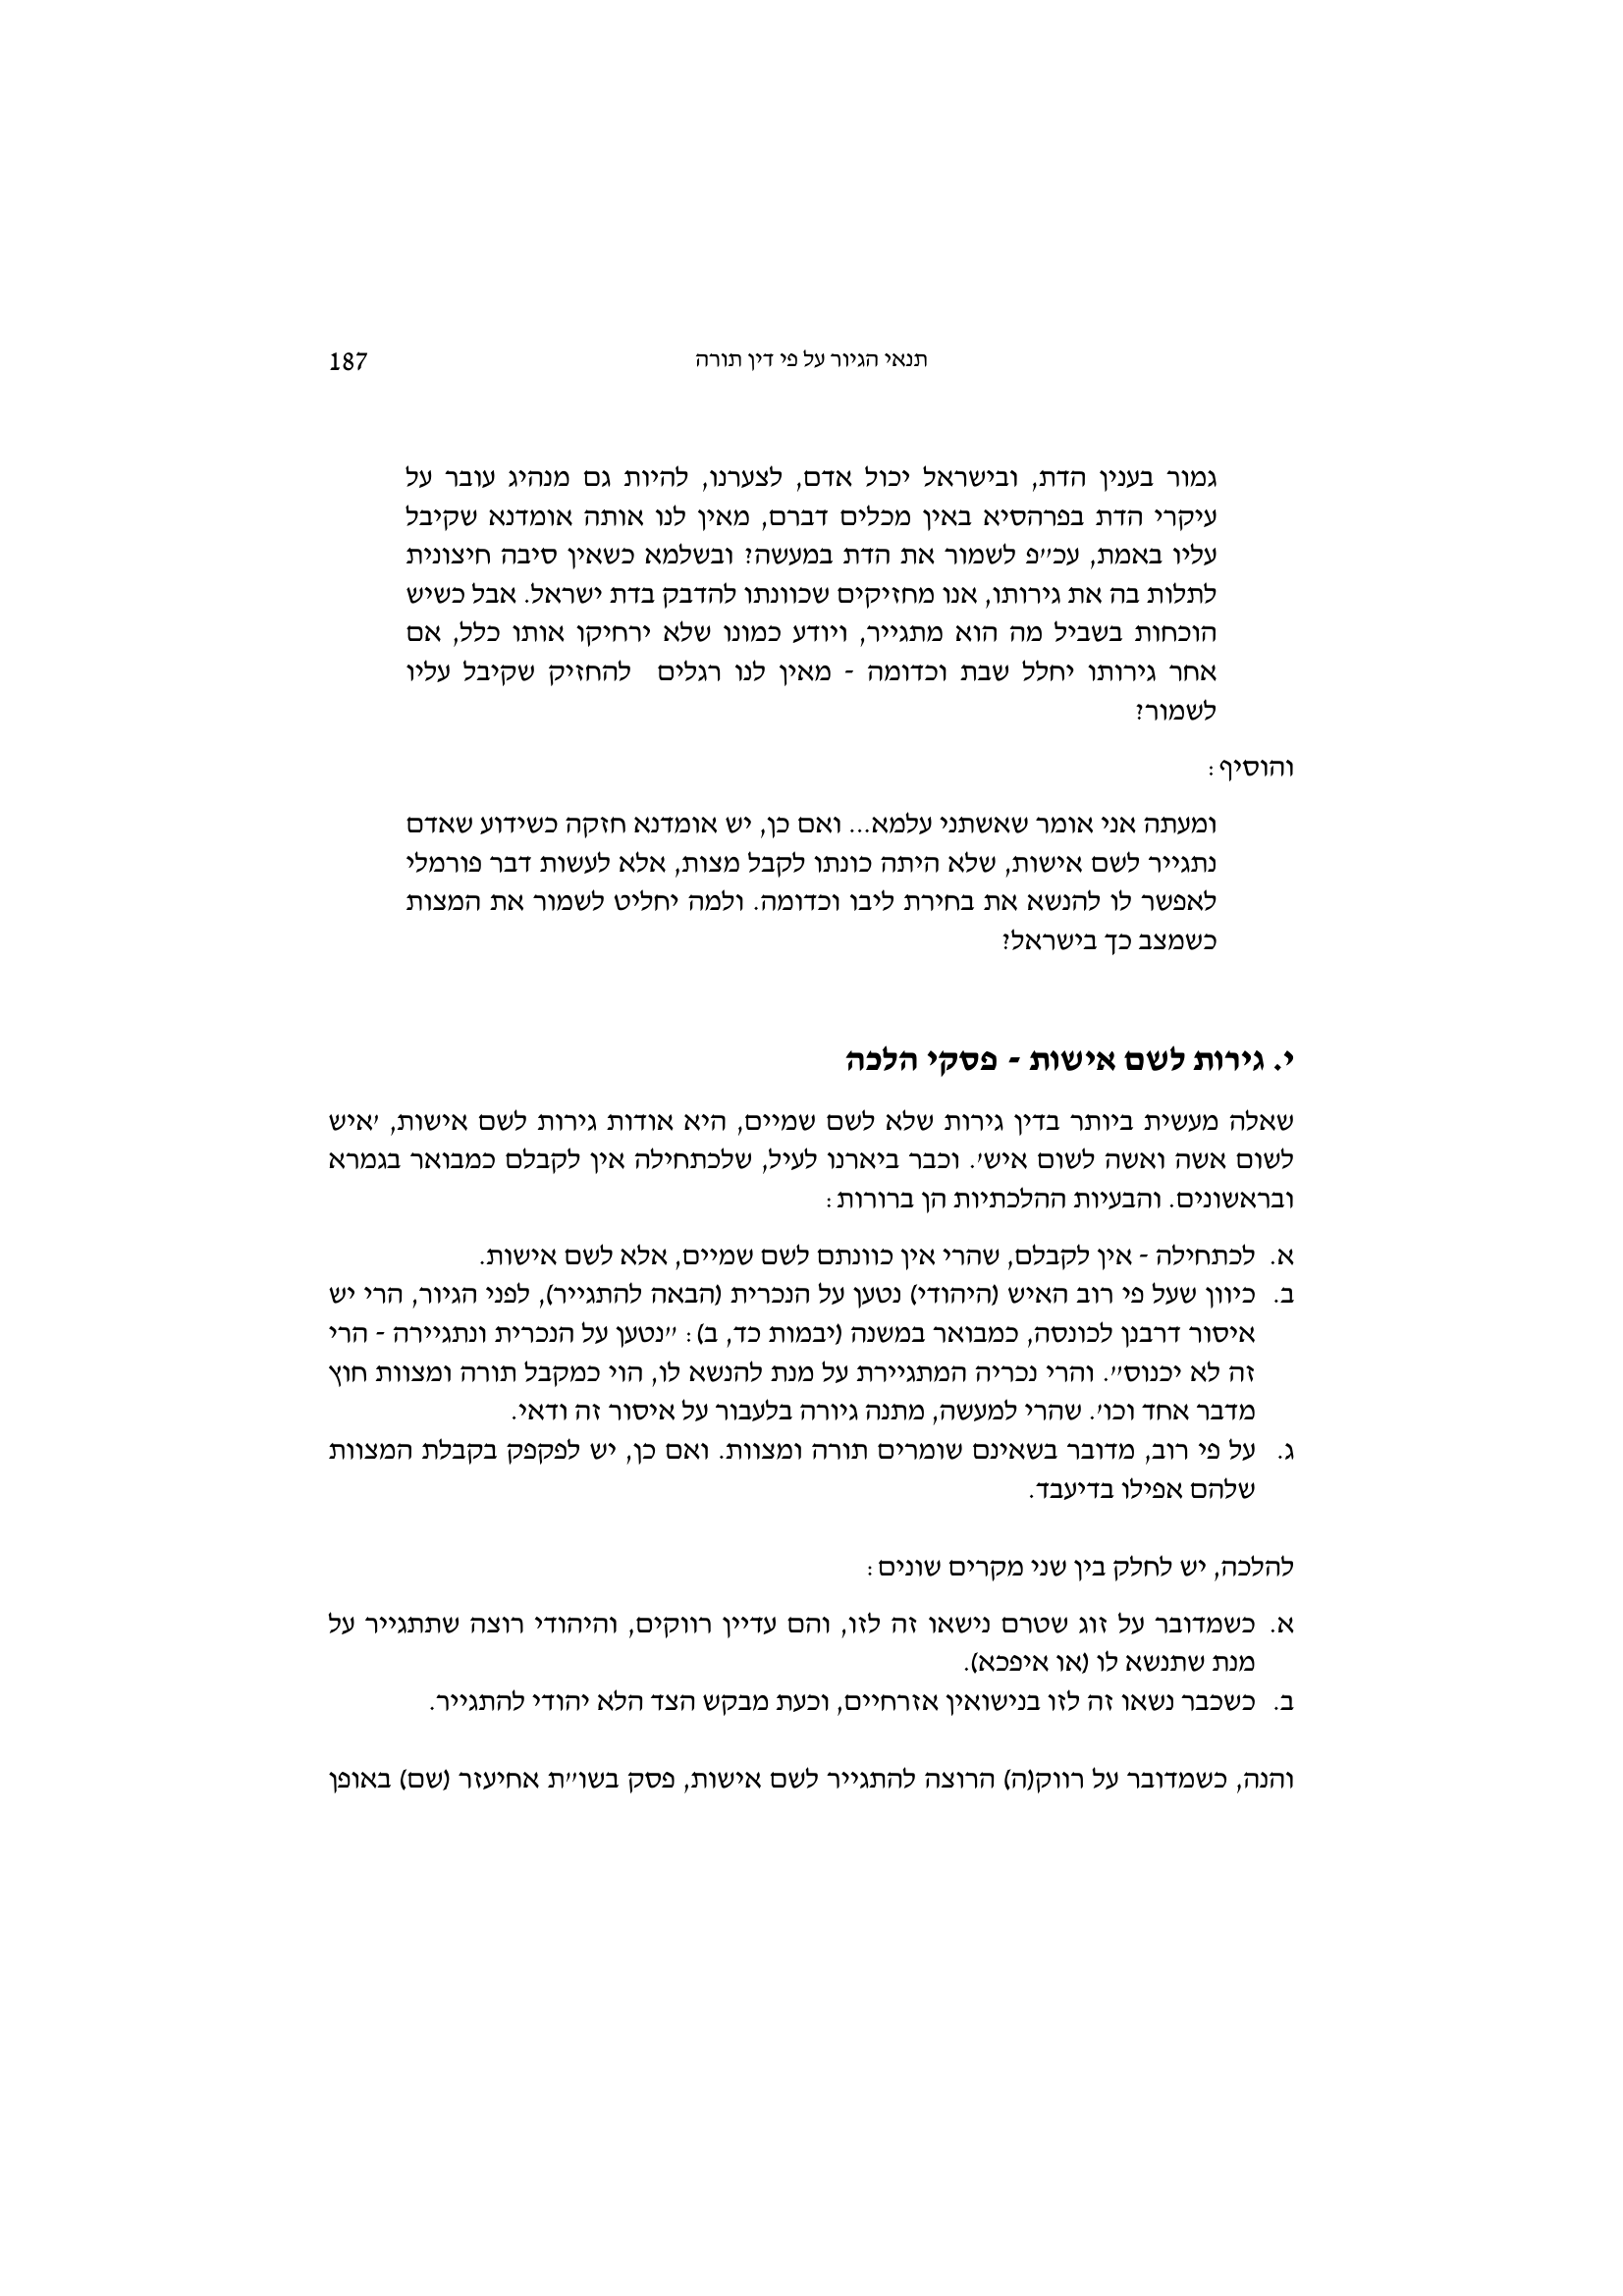 תנאי הגיור על פי דין תורה 187
גמור בענין הדת, ובישראל יכול אדם, לצערנו, להיות גם מנהיג עובר על
עיקרי הדת בפרהסיא באין מכלים דברם, מאין לנו אותה אומדנא שקיבל
עליו באמת, עכ״פ לשמור את הדת במעשה? ובשלמא כשאין סיבה חיצונית
לתלות בה את גירותו, אנו מחזיקים שכוונתו להדבק בדת ישראל. אבל כשיש
הוכחות בשביל מה הוא מתגייר, ויודע כמונו שלא ירחיקו אותו כלל, אם
אחר גירותו יחלל שבת וכדומה - מאין לנו רגלים להחזיק שקיבל עליו
לשמור?
והוסיף:
ומעתה אני אומר שאשתני עלמא... ואם כן, יש אומדנא חזקה כשידוע שאדם
נתגייר לשם אישות, שלא היתה כונתו לקבל מצות, אלא לעשות דבר פורמלי
לאפשר לו להנשא את בחירת ליבו וכדומה. ולמה יחליט לשמור את המצות
כשמצב כך בישראל?
י. גירות לשם אישות - פסקי הלכה
שאלה מעשית ביותר בדין גירות שלא לשם שמיים, היא אודות גירות לשם אישות, ׳איש
לשום אשה ואשה לשום איש׳. וכבר ביארנו לעיל, שלכתחילה אין לקבלם כמבואר בגמרא
ובראשונים. והבעיות ההלכתיות הן ברורות:
א. לכתחילה - אין לקבלם, שהרי אין כוונתם לשם שמיים, אלא לשם אישות.
ב. כיוון שעל פי רוב האיש (היהודי) נטען על הנכרית (הבאה להתגייר), לפני הגיור, הרי יש
איסור דרבנן לכונסה, כמבואר במשנה (יבמות כד, ב): ״נטען על הנכרית ונתגיירה - הרי
זה לא יכנוס״. והרי נכריה המתגיירת על מנת להנשא לו, הוי כמקבל תורה ומצוות חוץ
מדבר אחד וכו׳. שהרי למעשה, מתנה גיורה בלעבור על איסור זה ודאי.
ג. על פי רוב, מדובר בשאינם שומרים תורה ומצוות. ואם כן, יש לפקפק בקבלת המצוות
שלהם אפילו בדיעבד.
להלכה, יש לחלק בין שני מקרים שונים:
א. כשמדובר על זוג שטרם נישאו זה לזו, והם עדיין רווקים, והיהודי רוצה שתתגייר על
מנת שתנשא לו (או איפכא).
ב. כשכבר נשאו זה לזו בנישואין אזרחיים, וכעת מבקש הצד הלא יהודי להתגייר.
והנה, כשמדובר על רווק(ה) הרוצה להתגייר לשם אישות, פסק בשו״ת אחיעזר (שם) באופן